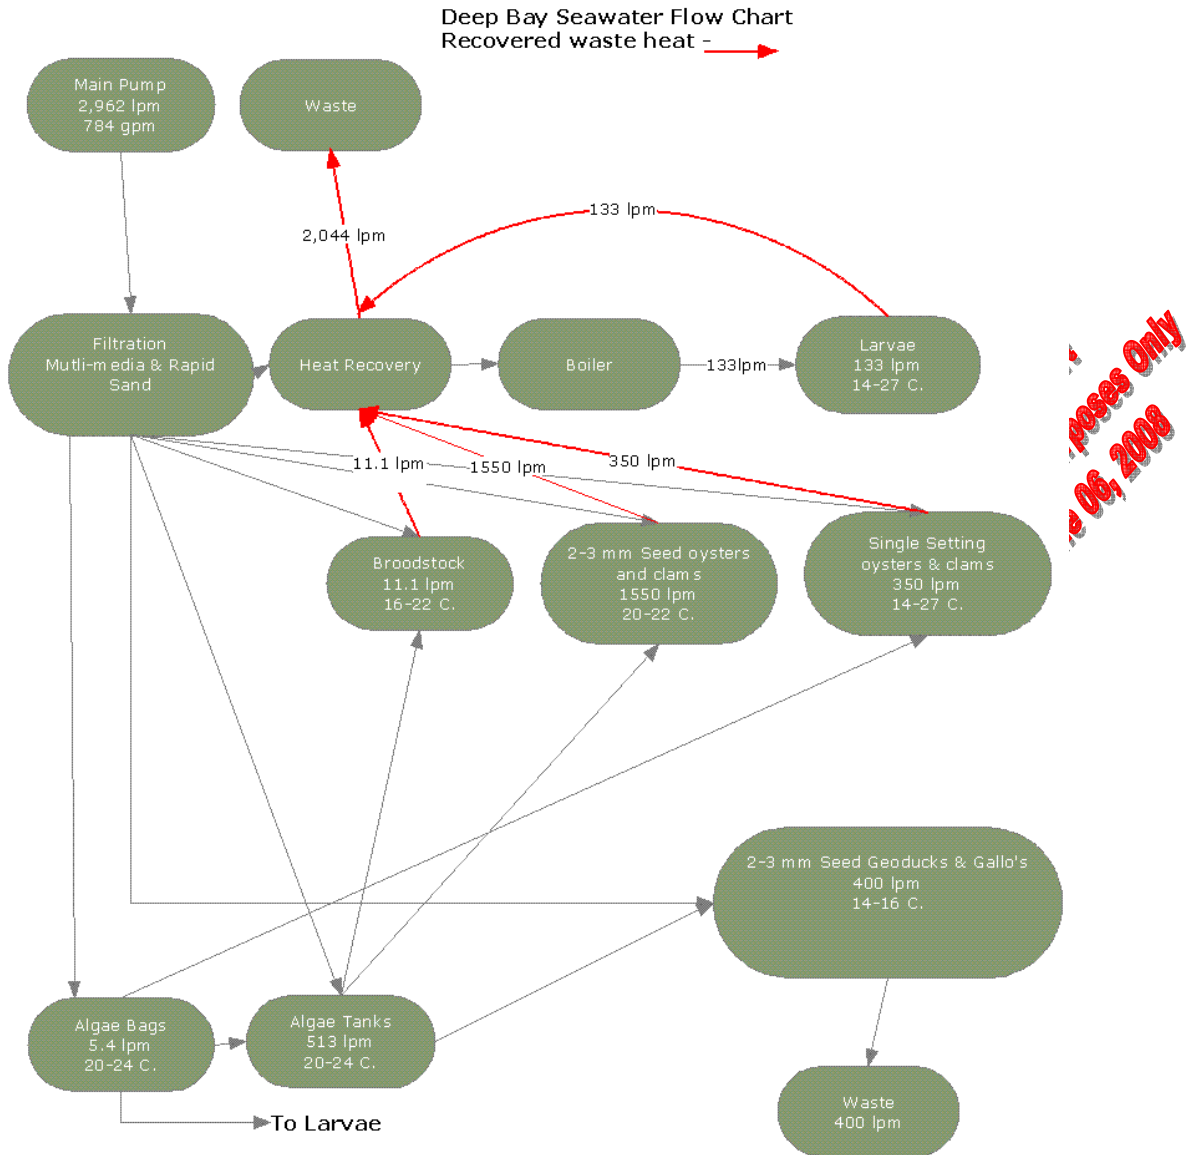 Deep Bay Seawater Flow Chart
Recovered waste heat -
Main Pump
2,962 lpm
784 gpm
Waste
133 lpm
2,044 lpm
Filtration
Mutli-media & Rapid
Sand
Heat Recovery
Boiler
133lpm
Larvae
133 lpm
14-27 C.
poses Only
06, 2008
11.1 lpm
1550 lpm
350 lpm
Broodstock
11.1 lpm
16-22 C.
2-3 mm Seed oysters
and clams
1550 lpm
20-22 C.
Single Setting
oysters & clams
350 lpm
14-27 C.
2-3 mm Seed Geoducks & Gallo's
400 lpm
14-16 C.
Algae Bags
5.4 lpm
20-24 C.
Algae Tanks
513 lpm
20-24 C.
To Larvae
Waste
400 lpm